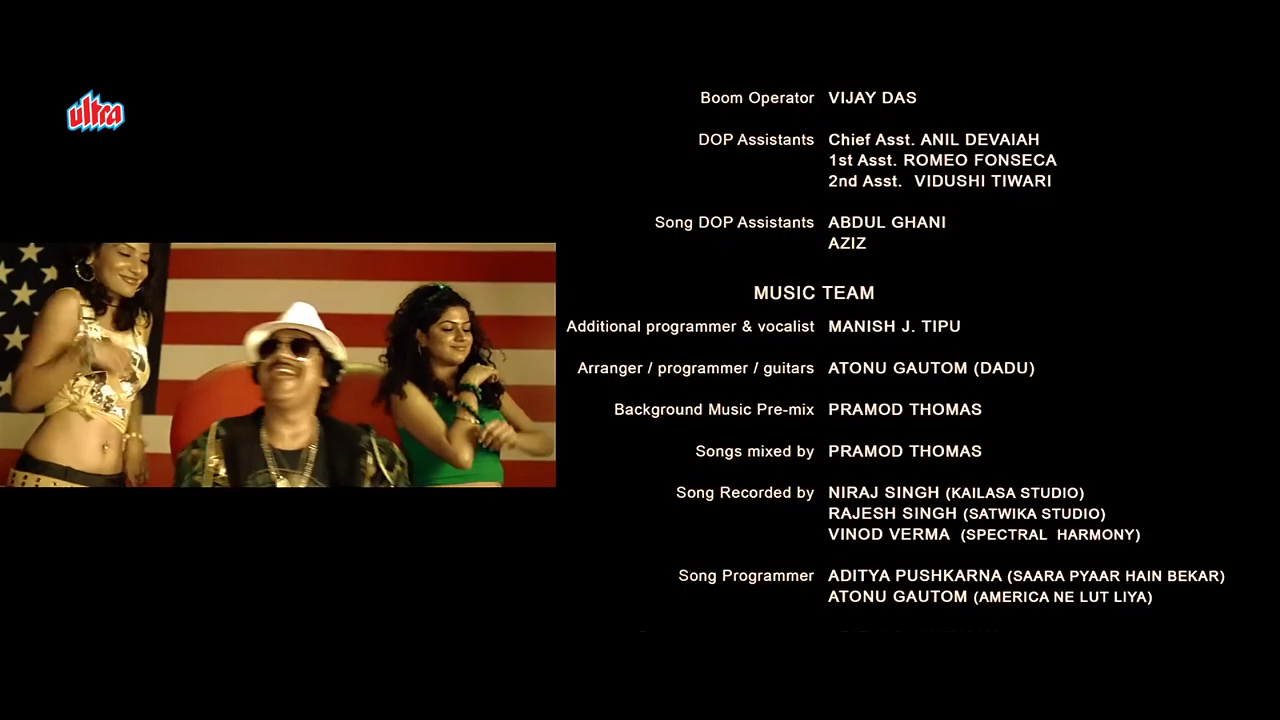 ultra
Boom Operator VIJAY DAS
DOP Assistants Chief Asst. ANIL DEVAIAH
1st Asst. ROMEO FONSECA
2nd Asst. VIDUSHI TIWARI
Song DOP Assistants ABDUL GHANI
AZIZ
MUSIC TEAM
Additional programmer & vocalist MANISH J. TIPU
Arranger / programmer / guitars ATONU GAUTOM (DADU)
Background Music Pre-mix PRAMOD THOMAS
Songs mixed by PRAMOD THOMAS
Song Recorded by NIRAJ SINGH (KAILASA STUDIO)
RAJESH SINGH (SATWIKA STUDIO)
VINOD VERMA (SPECTRAL HARMONY)
Song Programmer ADITYA PUSHKARNA (SAARA PYAAR HAIN BEKAR)
ATONU GAUTOM (AMERICA NE LUT LIYA)